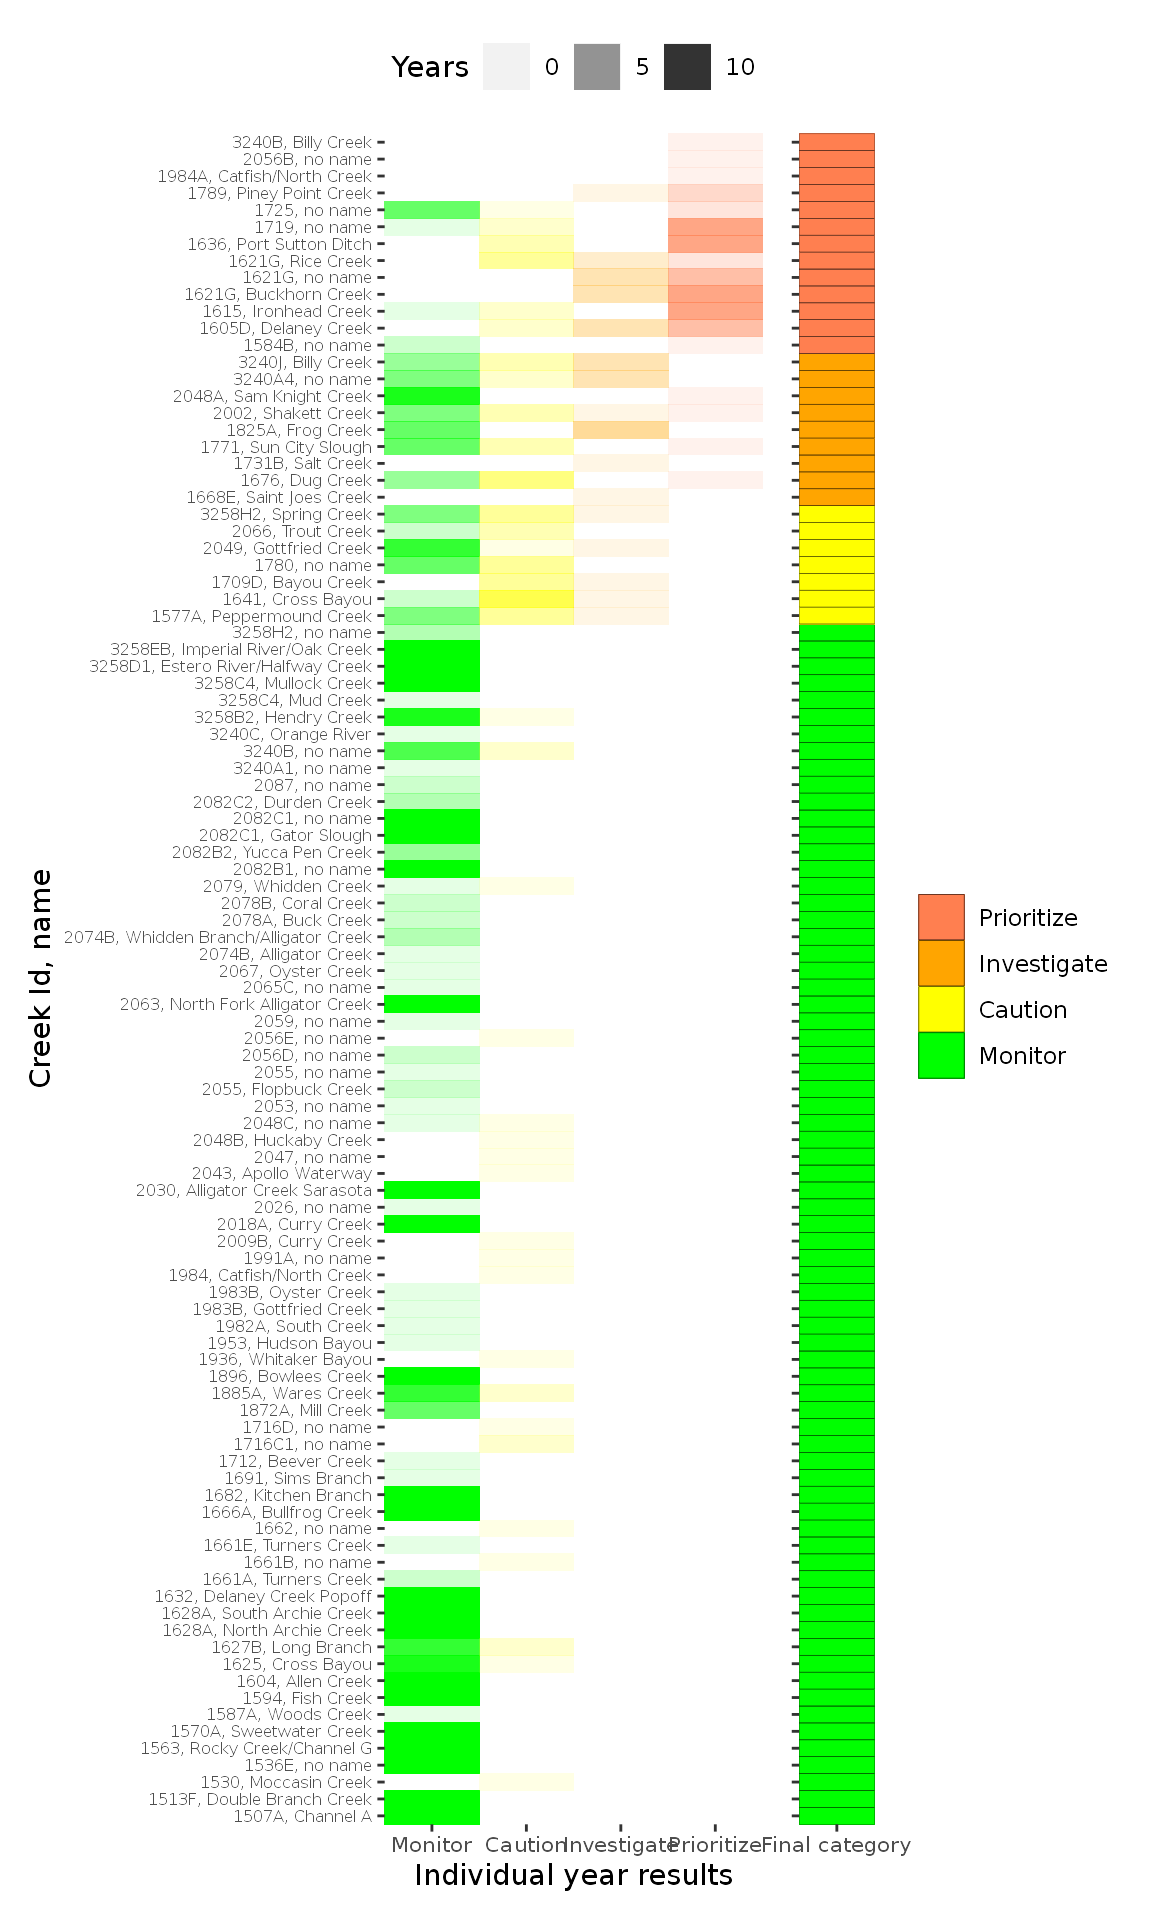 Years 0 5 10
3240B, Billy Creek
2056B, no name
1984A, Catfish/North Creek
1789, Piney Point Creek
1725, no name
1719, no name
1636, Port Sutton Ditch
1621G, Rice Creek
1621G, no name
1621G, Buckhorn Creek
1615, Ironhead Creek
1605D, Delaney Creek
1584B, no name
3240J, Billy Creek
3240A4, no name
2048A, Sam Knight Creek
2002, Shakett Creek
1825A, Frog Creek
1771, Sun City Slough
1731B, Salt Creek
1676, Dug Creek
1668E, Saint Joes Creek
3258H2, Spring Creek
2066, Trout Creek
2049, Gottfried Creek
1780, no name
1709D, Bayou Creek
1641, Cross Bayou
1577A, Peppermound Creek
3258H2, no name
3258EB, Imperial River/Oak Creek
3258D1, Estero River/Halfway Creek
3258C4, Mullock Creek
3258C4, Mud Creek
3258B2, Hendry Creek
3240C, Orange River
3240B, no name
3240A1, no name
2087, no name
2082C2, Durden Creek
2082C1, no name
2082C1, Gator Slough
2082B2, Yucca Pen Creek
2082B1, no name
2079, Whidden Creek
2078B, Coral Creek
2078A, Buck Creek
2074B, Whidden Branch/Alligator Creek
2074B, Alligator Creek
2067, Oyster Creek
2065C, no name
2063, North Fork Alligator Creek
2059, no name
2056E, no name
2056D, no name
2055, no name
2055, Flopbuck Creek
2053, no name
2048C, no name
2048B, Huckaby Creek
2047, no name
2043, Apollo Waterway
2030, Alligator Creek Sarasota
2026, no name
2018A, Curry Creek
2009B, Curry Creek
1991A, no name
1984, Catfish/North Creek
1983B, Oyster Creek
1983B, Gottfried Creek
1982A, South Creek
1953, Hudson Bayou
1936, Whitaker Bayou
1896, Bowlees Creek
1885A, Wares Creek
1872A, Mill Creek
1716D, no name
1716C1, no name
1712, Beever Creek
1691, Sims Branch
1682, Kitchen Branch
1666A, Bullfrog Creek
1662, no name
1661E, Turners Creek
1661B, no name
1661A, Turners Creek
1632, Delaney Creek Popoff
1628A, South Archie Creek
1628A, North Archie Creek
1627B, Long Branch
1625, Cross Bayou
1604, Allen Creek
1594, Fish Creek
1587A, Woods Creek
1570A, Sweetwater Creek
1563, Rocky Creek/Channel G
1536E, no name
1530, Moccasin Creek
1513F, Double Branch Creek
1507A, Channel A
Creek Id, name
Monitor Caution Investigate Prioritize Final category
Individual year results
Prioritize
Investigate
Caution
Monitor